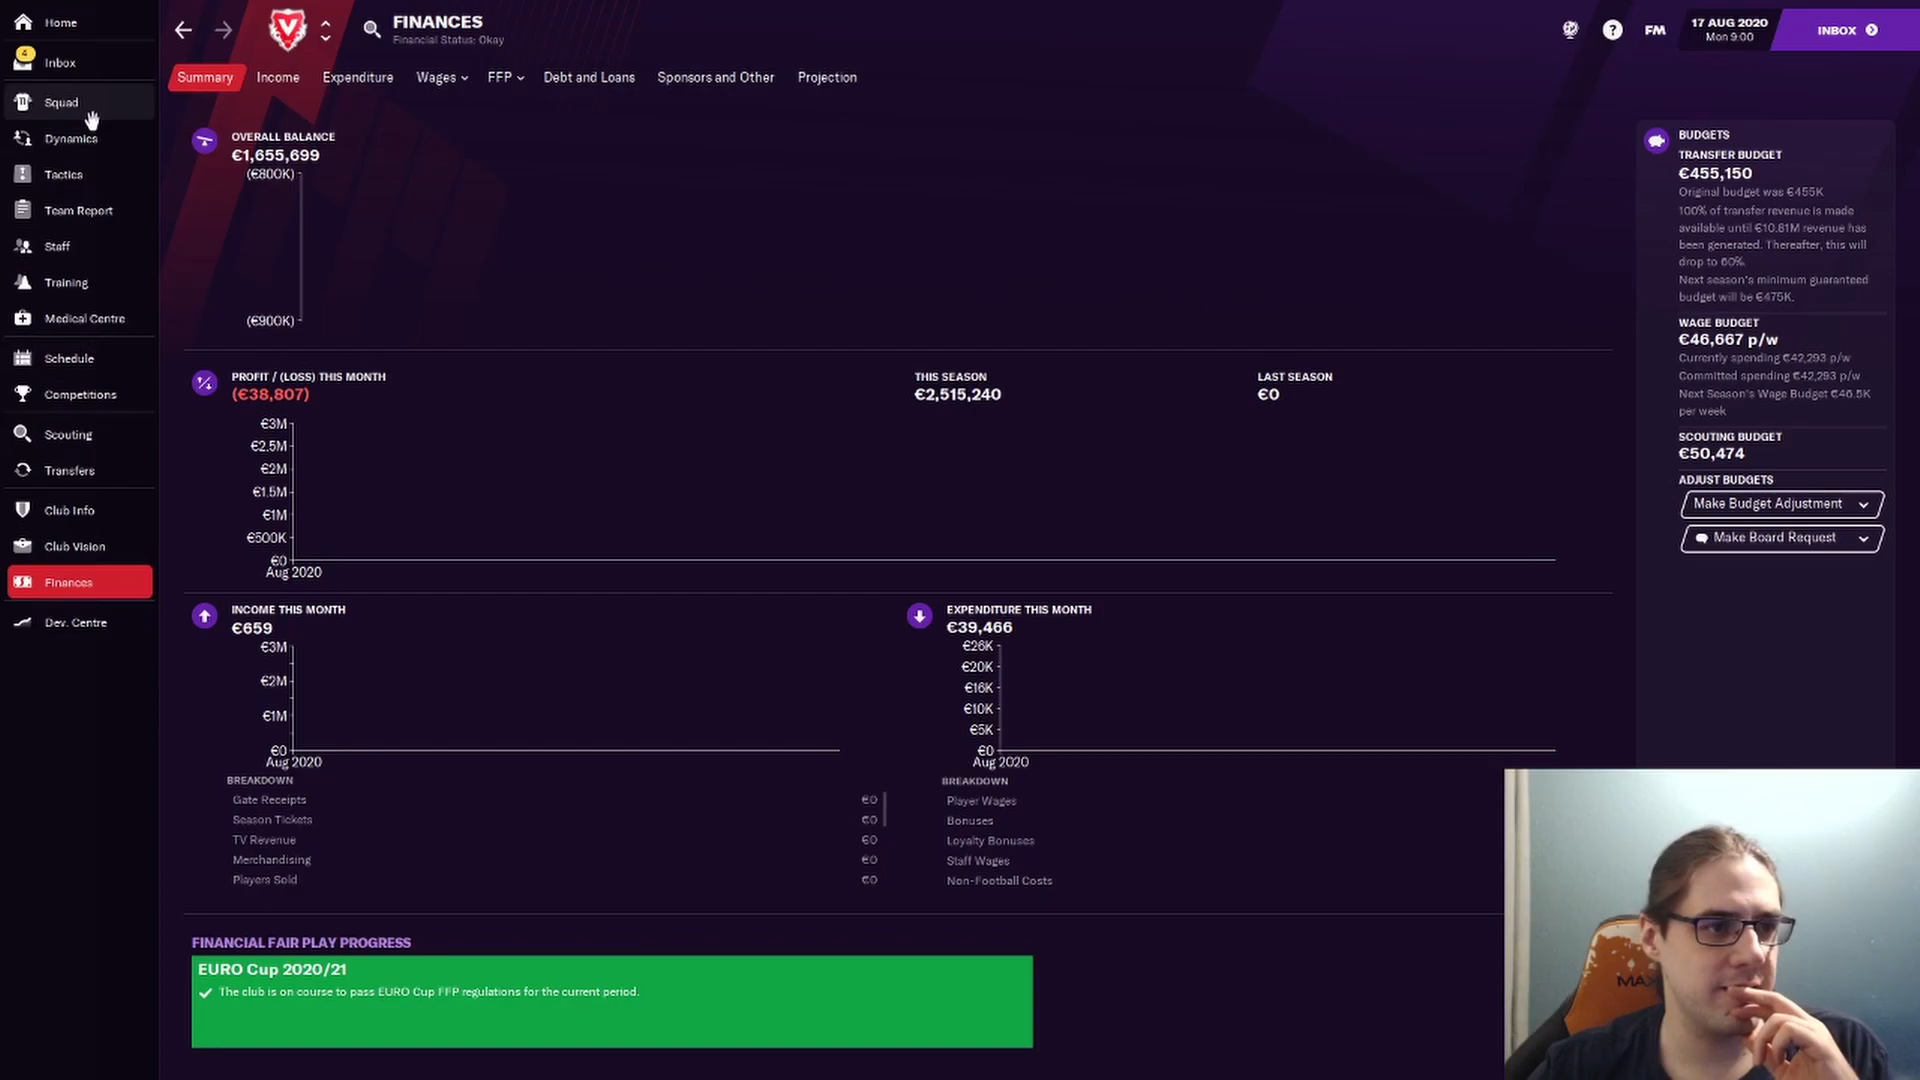 Home
4
Inbox
Squad
Dynamics
Tactics
Team Report
Staff
Training
Medical Centre
Schedule
Competitions
Scouting
Transfers
Club Info
Club Vision
Finances
Dev. Centre
V
FINANCES
Financial Status: Okay
?
FM
17 AUG 2020
Mon 9:00
INBOX
Summary
Income
Expenditure
Wages
FFP
Debt and Loans
Sponsors and Other
Projection
OVERALL BALANCE
€1,655,699
(€800K)
(€900K)
PROFIT / (LOSS) THIS MONTH
(€38,807)
THIS SEASON
€2,515,240
LAST SEASON
€0
€3M
€2.5M
€2M
€1.5M
€1M
€500K
€0
Aug 2020
INCOME THIS MONTH
€659
€3M
€2M
€1M
€0
Aug 2020
BREAKDOWN
Gate Receipts €0
Season Tickets €0
TV Revenue €0
Merchandising €0
Players Sold €0
EXPENDITURE THIS MONTH
€39,466
€26K
€20K
€16K
€10K
€5K
€0
Aug 2020
BREAKDOWN
Player Wages
Bonuses
Loyalty Bonuses
Staff Wages
Non-Football Costs
FINANCIAL FAIR PLAY PROGRESS
EURO Cup 2020/21
The club is on course to pass EURO Cup FFP regulations for the current period.
BUDGETS
TRANSFER BUDGET
€455,150
Original budget was €455K
100% of transfer revenue is made
available until €10.81M revenue has
been generated. Thereafter, this will
drop to 60%.
Next season's minimum guaranteed
budget will be €475K.
WAGE BUDGET
€46,667 p/w
Currently spending €42,293 p/w
Committed spending €42,293 p/w
Next Season's Wage Budget €46.5K
per week
SCOUTING BUDGET
€50,474
ADJUST BUDGETS
Make Budget Adjustment
Make Board Request